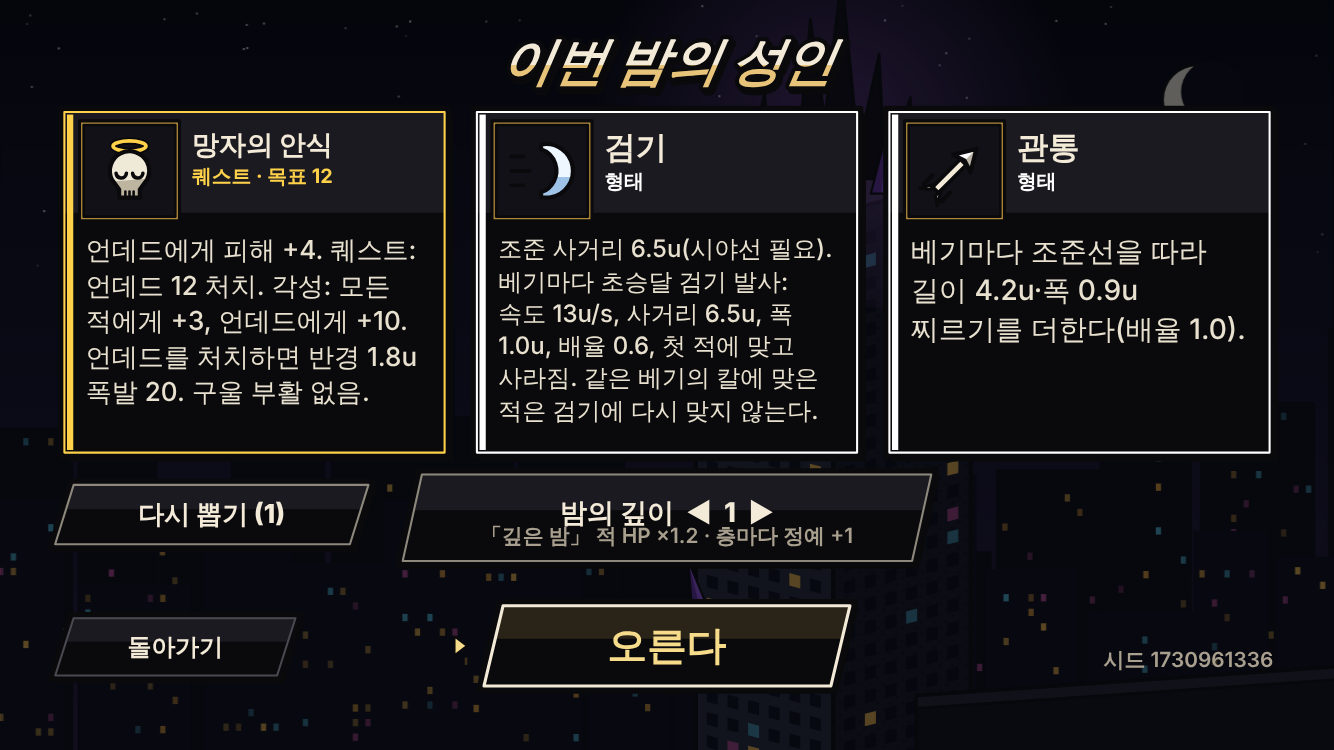 이번 밤의 성인
망자의 안식
퀘스트 · 목표 12
언데드에게 피해 +4. 퀘스트:
언데드 12 처치. 각성: 모든
적에게 +3, 언데드에게 +10.
언데드를 처치하면 반경 1.8u
폭발 20. 구울 부활 없음.
검기
형태
조준 사거리 6.5u(시야선 필요).
베기마다 초승달 검기 발사:
속도 13u/s, 사거리 6.5u, 폭
1.0u, 배율 0.6, 첫 적에 맞고
사라짐. 같은 베기의 칼에 맞은
적은 검기에 다시 맞지 않는다.
관통
형태
베기마다 조준선을 따라
길이 4.2u·폭 0.9u
찌르기를 더한다(배율 1.0).
다시 뽑기 (1)
밤의 깊이 ◀ 1 ▶
「깊은 밤」 적 HP ×1.2 · 층마다 정예 +1
돌아가기
오른다
시드 1730961336